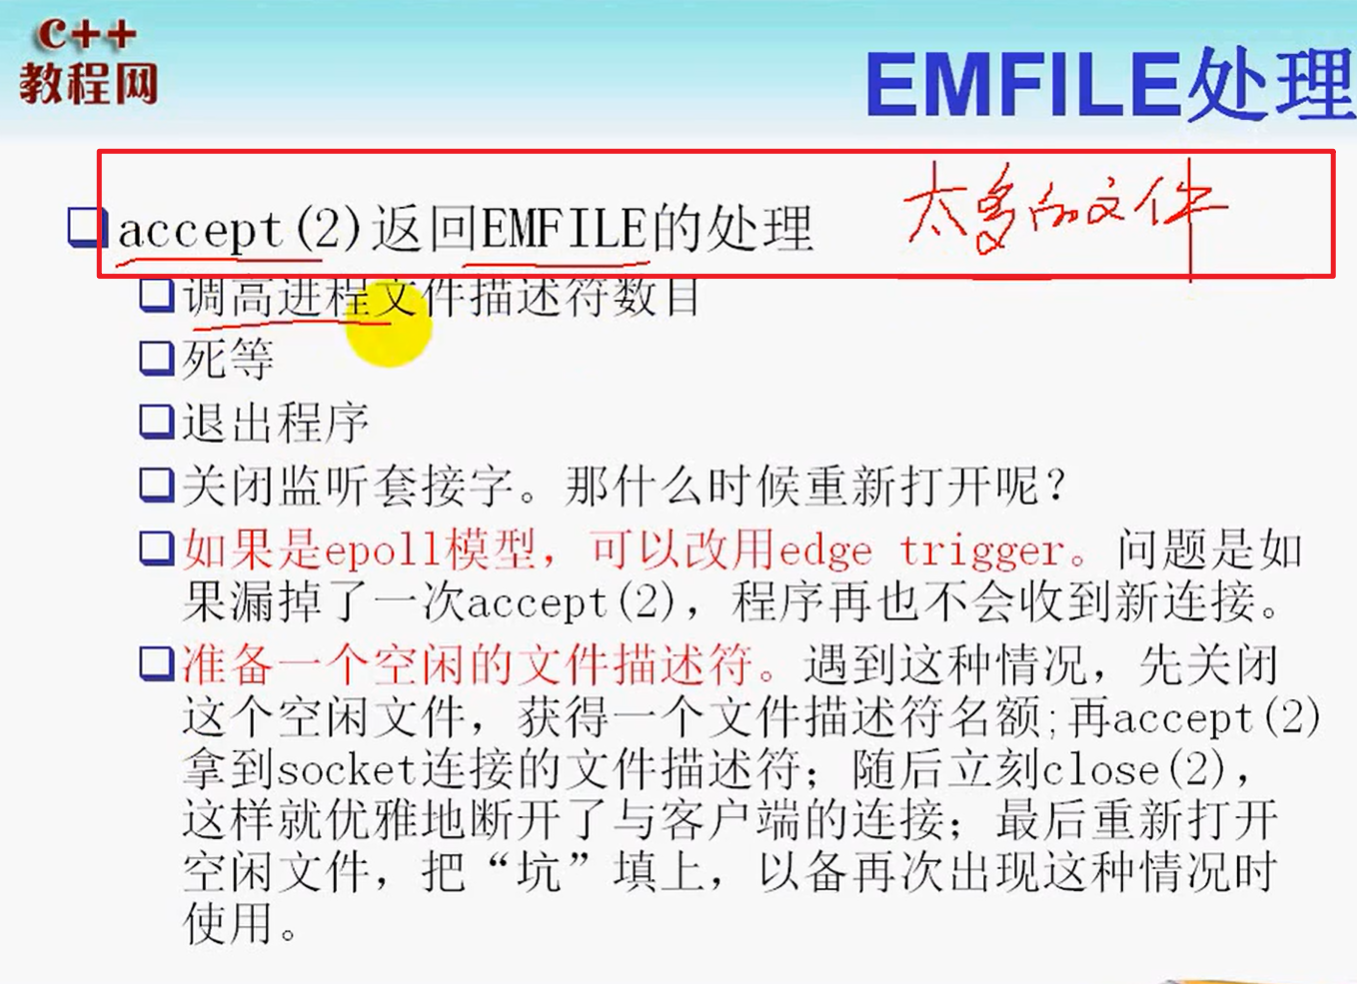 c++
教程网
EMFILE处理
accept(2)返回EMFILE的处理
太多的文件
调高进程文件描述符数目
死等
退出程序
关闭监听套接字。那什么时候重新打开呢？
如果是epoll模型，可以改用edge trigger。问题是如
果漏掉了一次accept(2)，程序再也不会收到新连接。
准备一个空闲的文件描述符。遇到这种情况，先关闭
这个空闲文件，获得一个文件描述符名额;再accept(2)
拿到socket连接的文件描述符；随后立刻close(2)，
这样就优雅地断开了与客户端的连接；最后重新打开
空闲文件，把“坑”填上，以备再次出现这种情况时
使用。